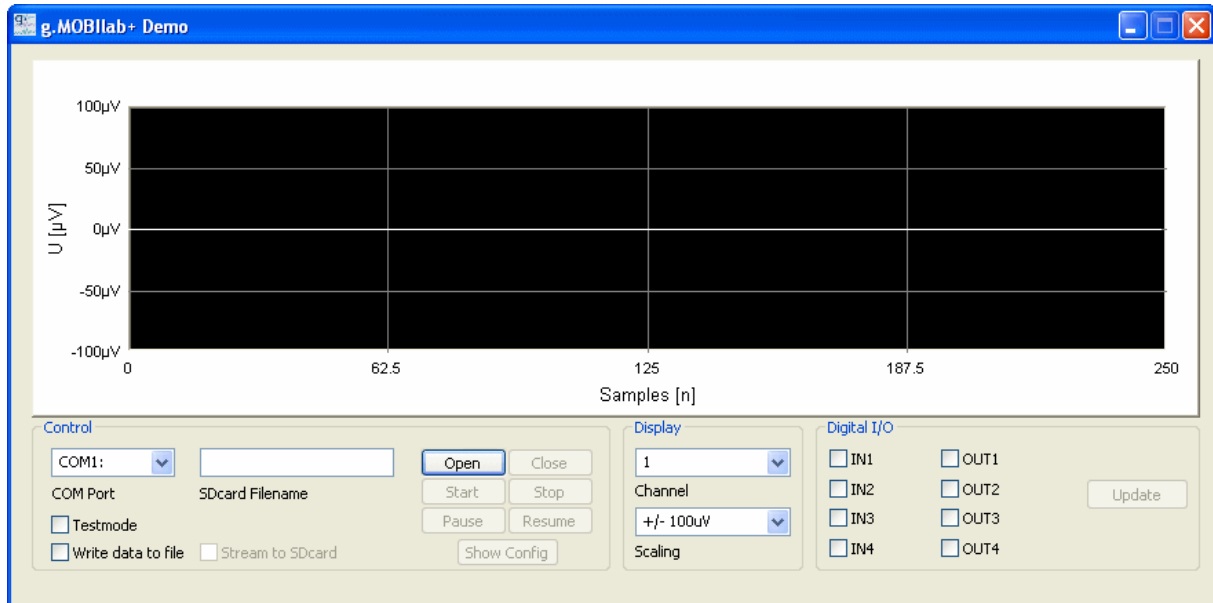 g.MOBIlab+ Demo
100µV
50µV
0µV
-50µV
-100µV
U [µV]
0 62.5 125 187.5 250
Samples [n]
Control
COM1:
COM Port
SDcard Filename
Testmode
Write data to file
Stream to SDcard
Open Close
Start Stop
Pause Resume
Show Config
Display
1
Channel
+/- 100uV
Scaling
Digital I/O
IN1 OUT1
IN2 OUT2
IN3 OUT3
IN4 OUT4
Update